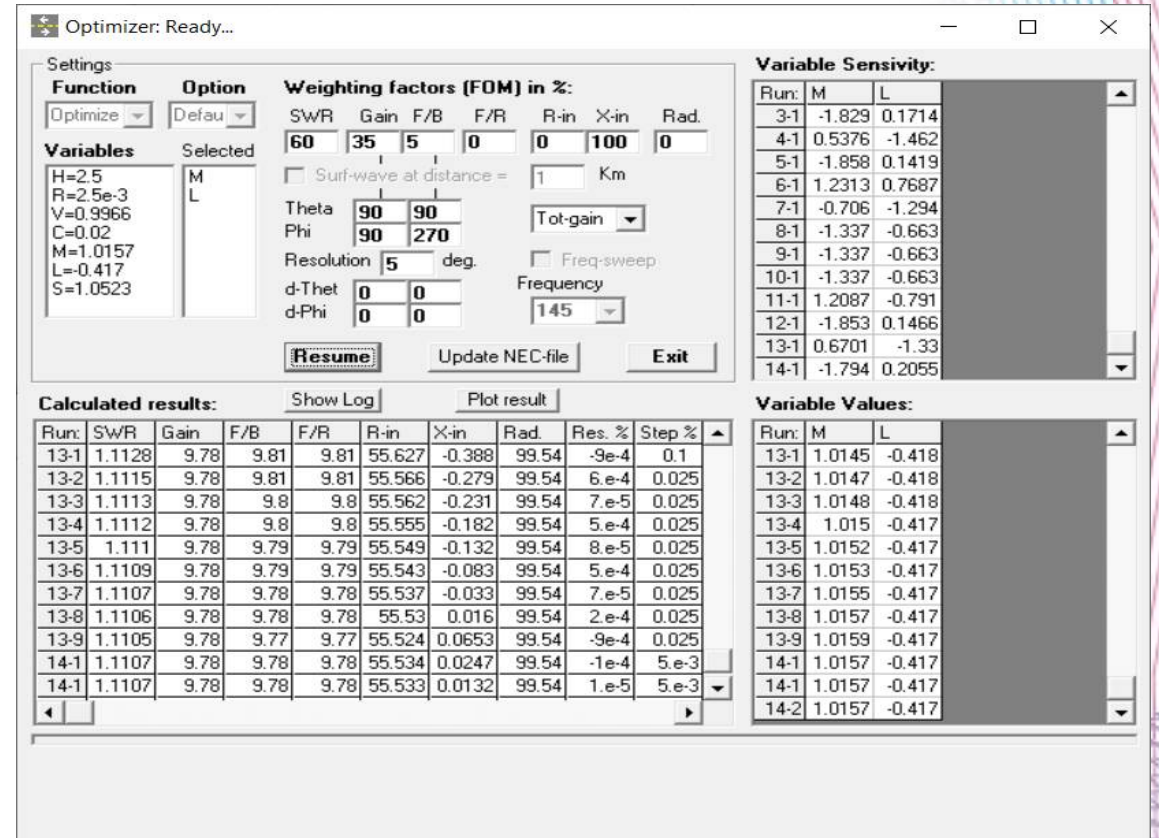 Optimizer: Ready...
Settings
Function Option Weighting factors (FOM) in %:
Optimize Defau SWR Gain F/B F/R R-in X-in Rad.
60 35 5 0 0 100 0
Variables Selected
Surf-wave at distance = 1 Km
H=2.5 M
R=2.5e-3 L
V=0.9966
C=0.02
M=1.0157
L=-0.417
S=1.0523
Theta 90 90 Tot-gain
Phi 90 270
Resolution 5 deg. Freq-sweep
d-Thet 0 0 Frequency
d-Phi 0 0 145
Resume Update NEC-file Exit
Variable Sensivity:
Run: M L
3-1 -1.829 0.1714
4-1 0.5376 -1.462
5-1 -1.858 0.1419
6-1 1.2313 0.7687
7-1 -0.706 -1.294
8-1 -1.337 -0.663
9-1 -1.337 -0.663
10-1 -1.337 -0.663
11-1 1.2087 -0.791
12-1 -1.853 0.1466
13-1 0.6701 -1.33
14-1 -1.794 0.2055
Calculated results: Show Log Plot result
Run: SWR Gain F/B F/R R-in X-in Rad. Res. % Step %
13-1 1.1128 9.78 9.81 9.81 55.627 -0.388 99.54 -9e-4 0.1
13-2 1.1115 9.78 9.81 9.81 55.566 -0.279 99.54 6.e-4 0.025
13-3 1.1113 9.78 9.8 9.8 55.562 -0.231 99.54 7.e-5 0.025
13-4 1.1112 9.78 9.8 9.8 55.555 -0.182 99.54 5.e-4 0.025
13-5 1.111 9.78 9.79 9.79 55.549 -0.132 99.54 8.e-5 0.025
13-6 1.1109 9.78 9.79 9.79 55.543 -0.083 99.54 5.e-4 0.025
13-7 1.1107 9.78 9.78 9.78 55.537 -0.033 99.54 7.e-5 0.025
13-8 1.1106 9.78 9.78 9.78 55.53 0.016 99.54 2.e-4 0.025
13-9 1.1105 9.78 9.77 9.77 55.524 0.0653 99.54 -9e-4 0.025
14-1 1.1107 9.78 9.78 9.78 55.534 0.0247 99.54 -1e-4 5.e-3
14-1 1.1107 9.78 9.78 9.78 55.533 0.0132 99.54 1.e-5 5.e-3
Variable Values:
Run: M L
13-1 1.0145 -0.418
13-2 1.0147 -0.418
13-3 1.0148 -0.418
13-4 1.015 -0.417
13-5 1.0152 -0.417
13-6 1.0153 -0.417
13-7 1.0155 -0.417
13-8 1.0157 -0.417
13-9 1.0159 -0.417
14-1 1.0157 -0.417
14-1 1.0157 -0.417
14-2 1.0157 -0.417